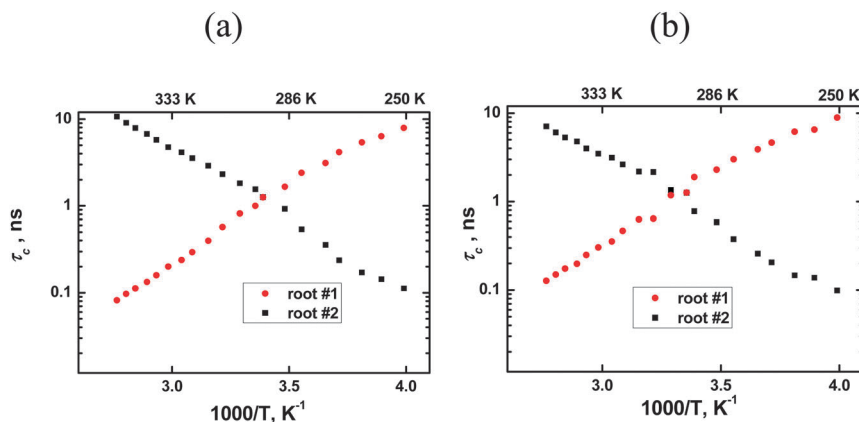 (a)
333 K 286 K 250 K
10
1
0.1
τc , ns
root #1
root #2
3.0 3.5 4.0
1000/T, K-1
(b)
333 K 286 K 250 K
10
1
0.1
τc , ns
root #1
root #2
3.0 3.5 4.0
1000/T, K-1